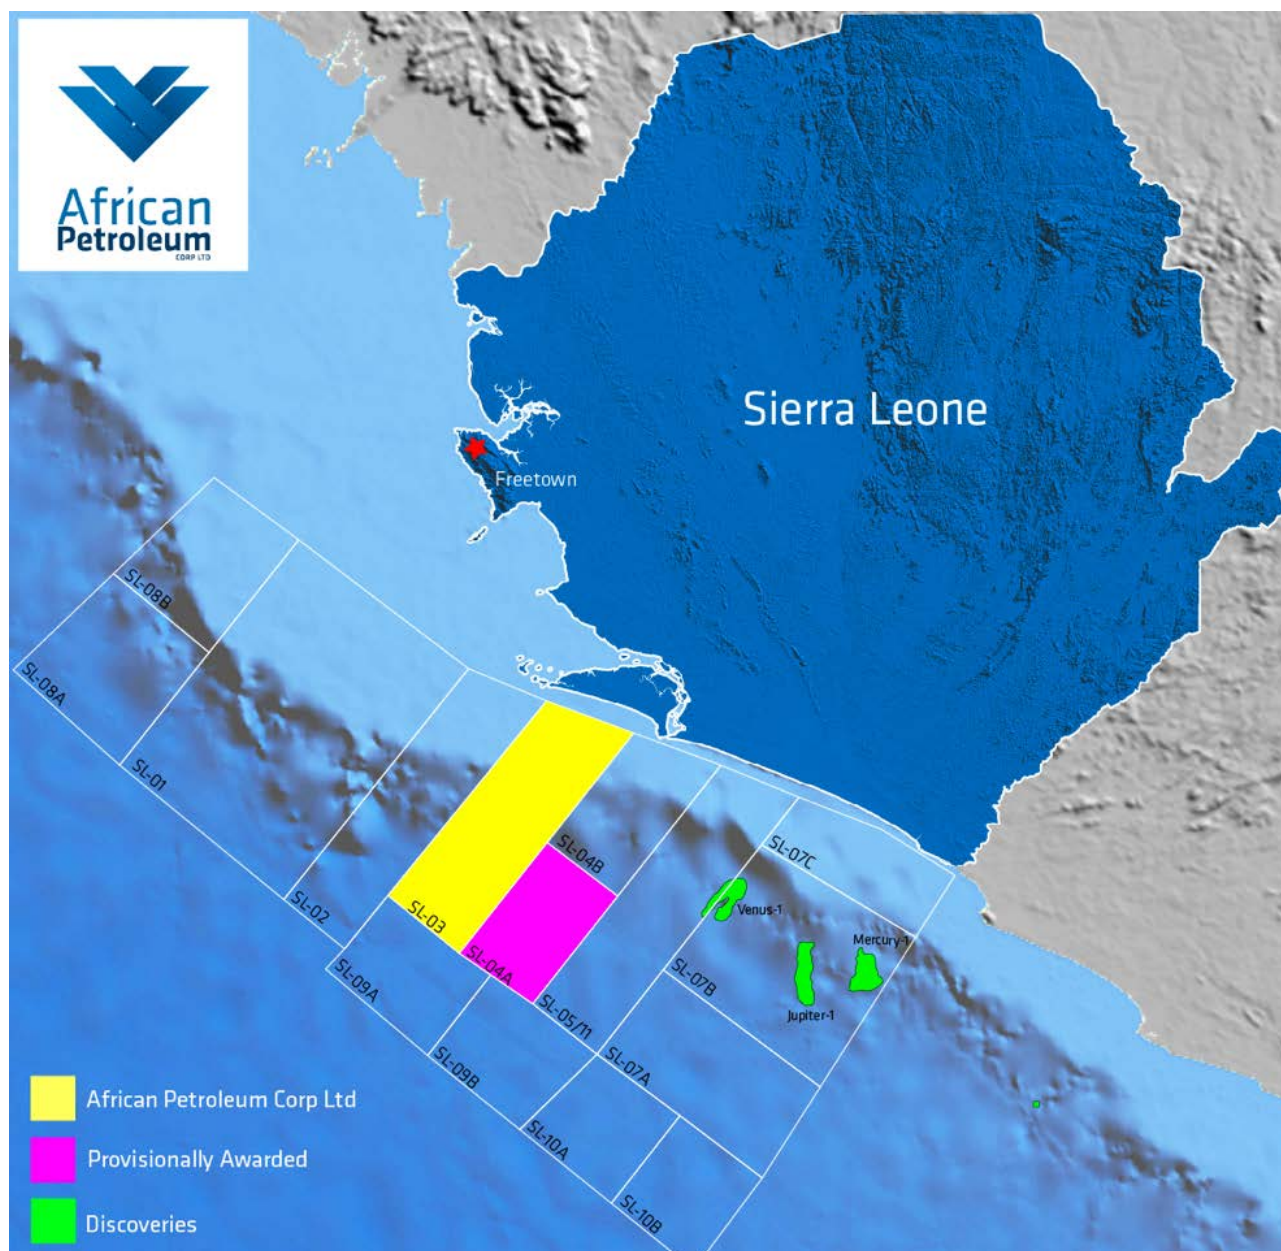 African
Petroleum
CORP LTD
Sierra Leone
Freetown
SL-08B
SL-08A
SL-01
SL-02
SL-03
SL-04B
SL-04A
SL-05/11
SL-07C
Venus-1
Mercury-1
SL-07B
Jupiter-1
SL-09A
SL-09B
SL-07A
SL-10A
SL-10B
African Petroleum Corp Ltd
Provisionally Awarded
Discoveries